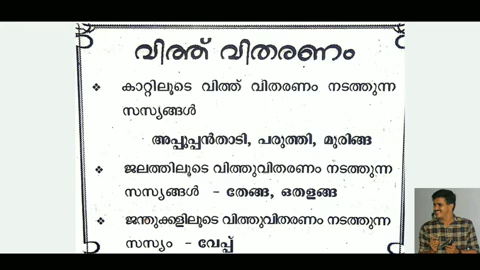 വിത്ത് വിതരണം
❖ കാറ്റിലൂടെ വിത്ത് വിതരണം നടത്തുന്ന
സസ്യങ്ങൾ
അപ്പൂപ്പൻതാടി, പരുത്തി, മുരിങ്ങ
❖ ജലത്തിലൂടെ വിത്തുവിതരണം നടത്തുന്ന
സസ്യങ്ങൾ - തേങ്ങ, ഒതളങ്ങ
❖ ജന്തുക്കളിലൂടെ വിത്തുവിതരണം നടത്തുന്ന
സസ്യം - വേപ്പ്